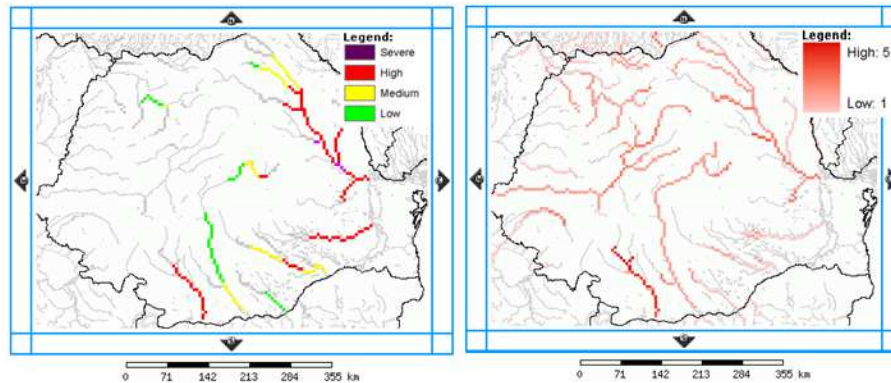 Legend:
Severe
High
Medium
Low
0 71 142 213 284 355 km
Legend:
High: 5
Low: 1
0 71 142 213 284 355 km